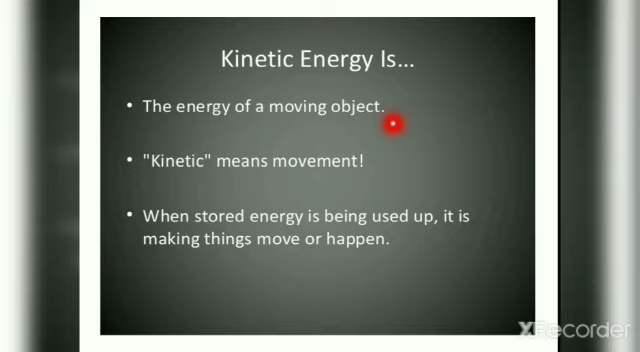 Kinetic Energy Is...
• The energy of a moving object.
• "Kinetic" means movement!
• When stored energy is being used up, it is
making things move or happen.
XRecorder